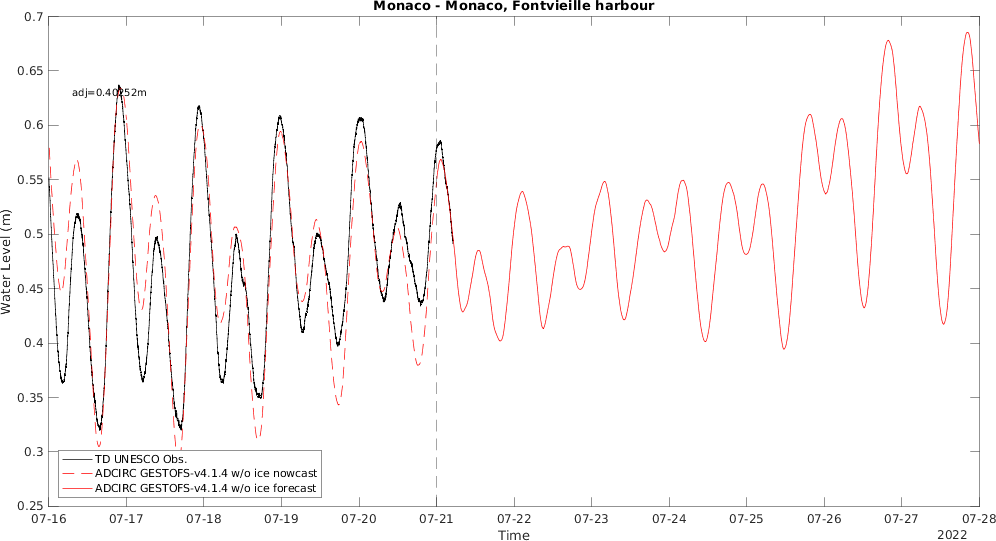 Monaco - Monaco, Fontvieille harbour
0.7
0.65
0.6
0.55
0.5
0.45
0.4
0.35
0.3
0.25
Water Level (m)
adj=0.40252m
TD UNESCO Obs.
ADCIRC GESTOFS-v4.1.4 w/o ice nowcast
ADCIRC GESTOFS-v4.1.4 w/o ice forecast
07-16 07-17 07-18 07-19 07-20 07-21 07-22 07-23 07-24 07-25 07-26 07-27 07-28
Time
2022